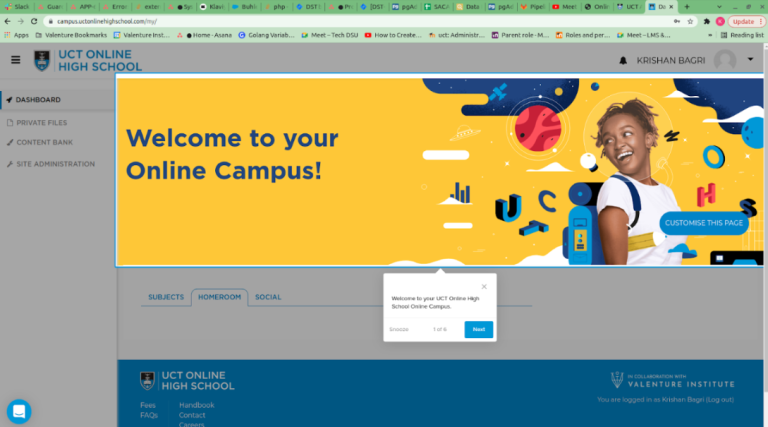 Slack
Guar
APP-
Error
exter
Sy
Klavi
Buhl
php
DST
Pr
[DST
pgA
SAC
Data
pgA
Pipel
Meet
Onlin
UCT
Do
campus.uctonlinehighschool.com/my/
Update
Apps
Valenture Bookmarks
Valenture Inst...
Home - Asana
Golang Variab...
Meet – Tech DSU
How to Create...
uct: Administr...
Parent role - M...
Roles and per...
Meet – LMS &...
Reading list
UCT ONLINE
HIGH SCHOOL
KRISHAN BAGRI
DASHBOARD
PRIVATE FILES
CONTENT BANK
SITE ADMINISTRATION
Welcome to your
Online Campus!
U C T
O H S
CUSTOMISE THIS PAGE
Welcome to your UCT Online High
School Online Campus.
Snooze
1 of 6
Next
SUBJECTS
HOMEROOM
SOCIAL
UCT ONLINE
HIGH SCHOOL
IN COLLABORATION WITH
VALENTURE INSTITUTE
You are logged in as Krishan Bagri (Log out)
Fees
FAQs
Handbook
Contact
Careers